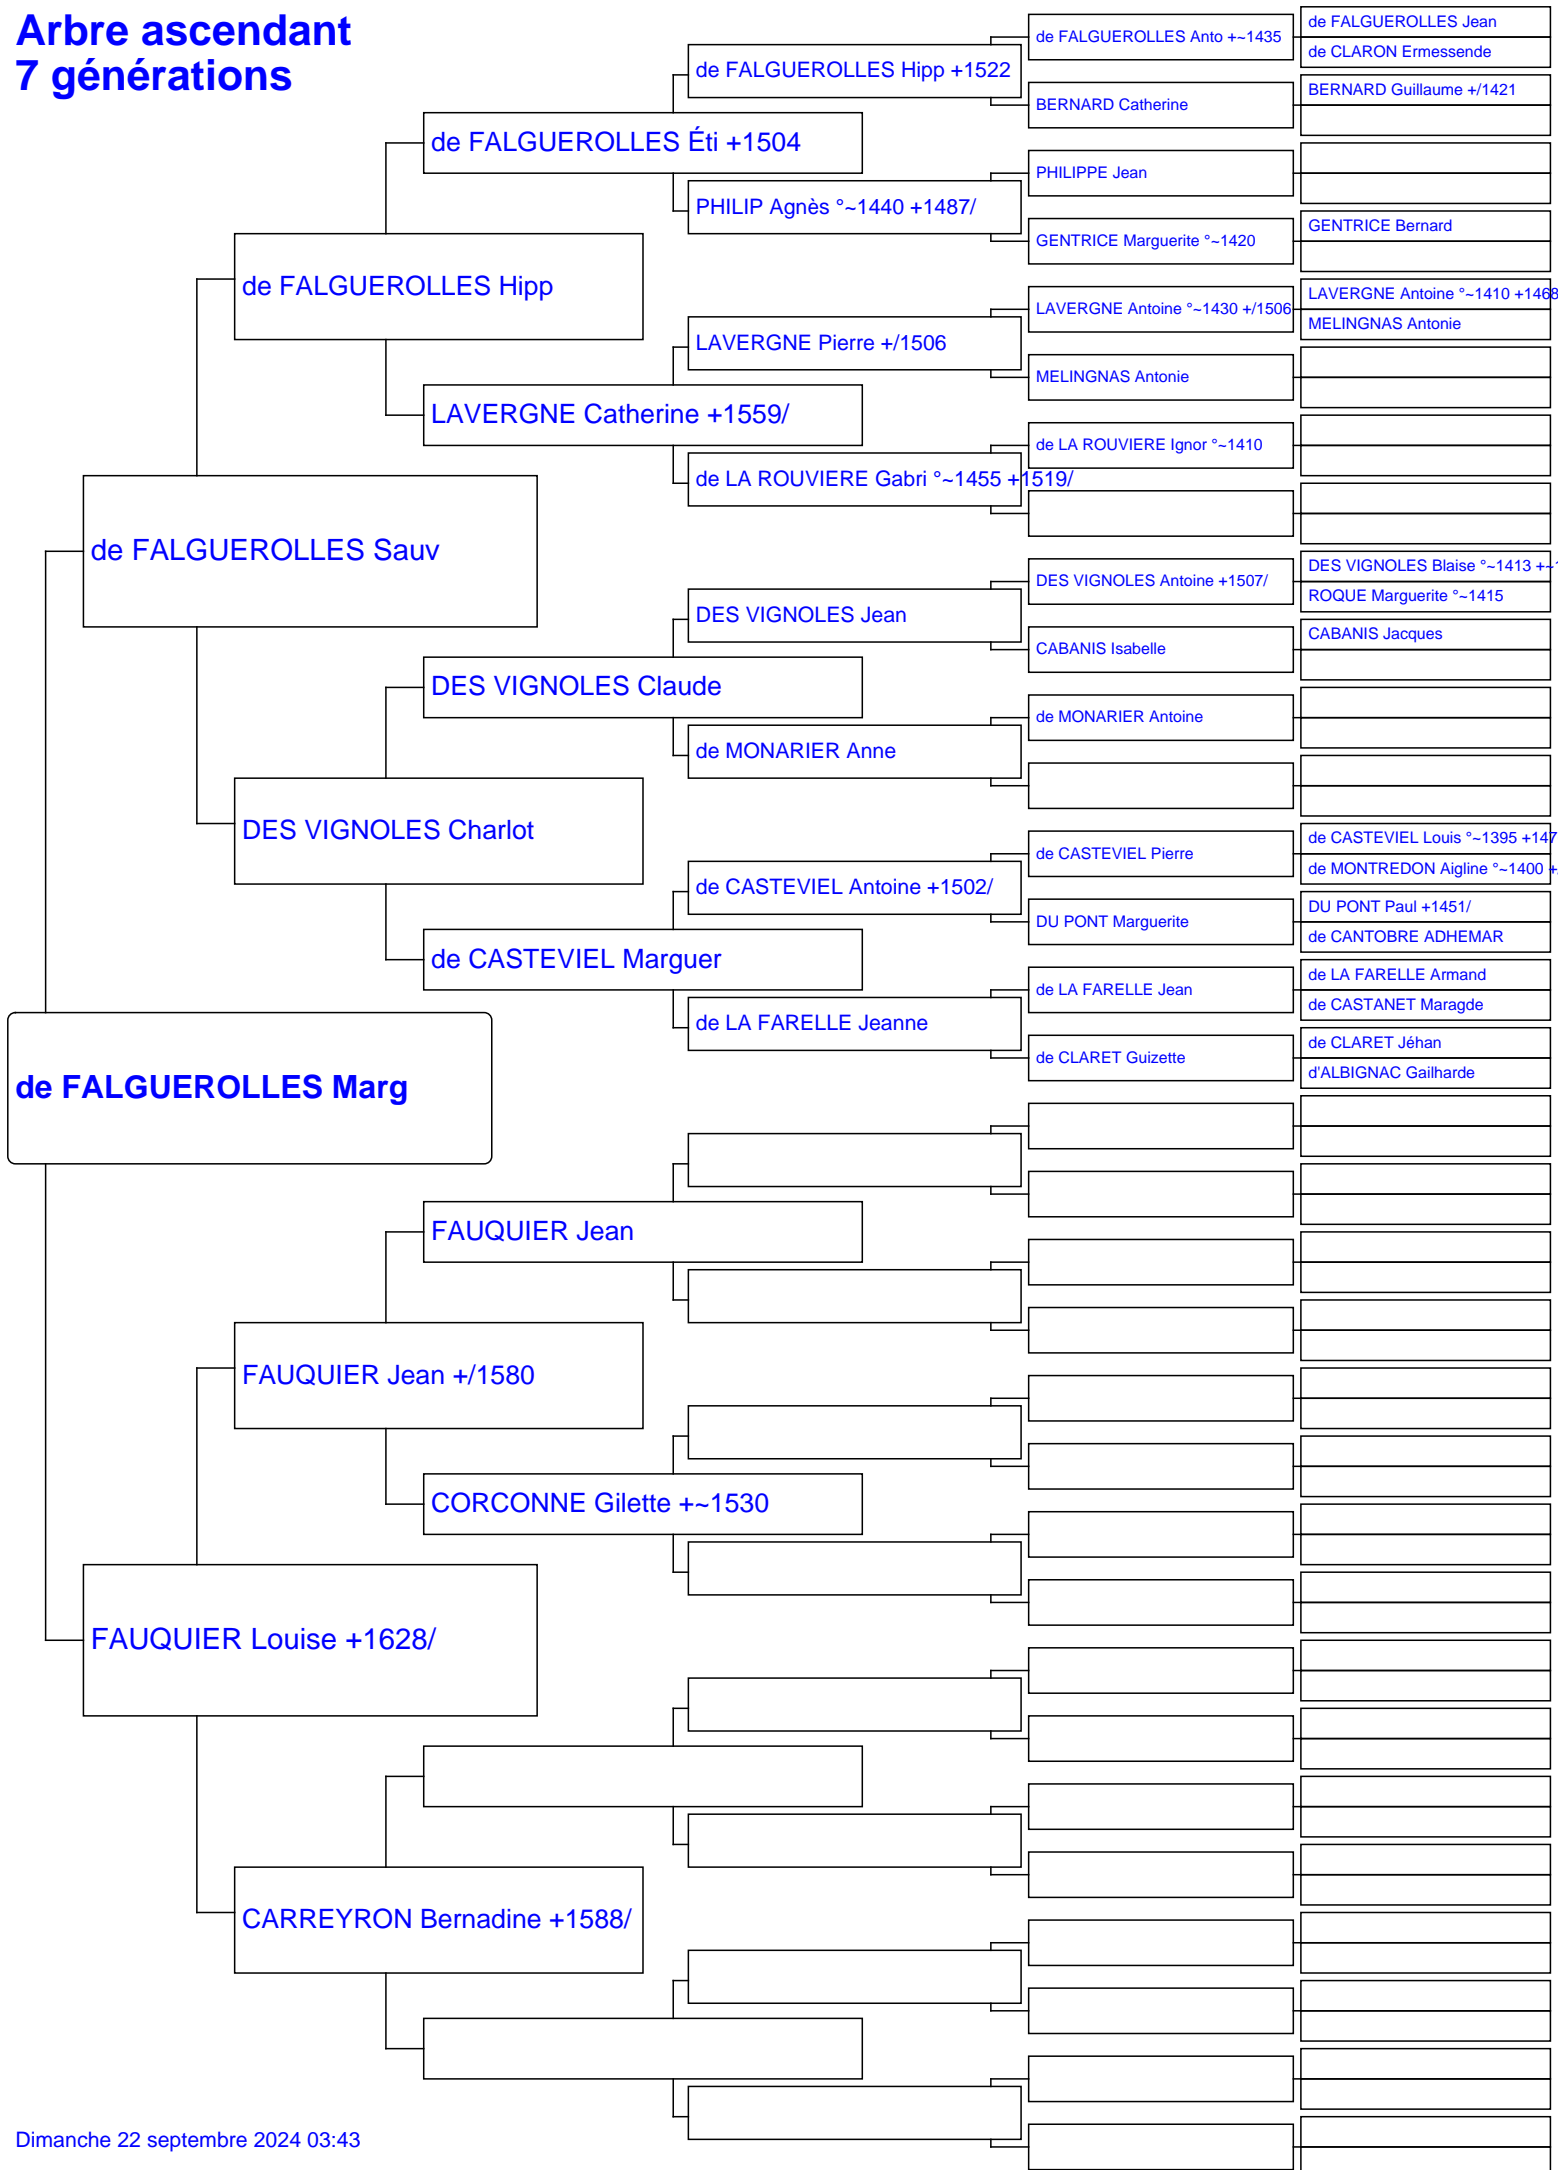 Arbre ascendant
7 générations
de FALGUEROLLES Jean
de FALGUEROLLES Anto +~1435
de CLARON Ermessende
de FALGUEROLLES Hipp +1522
BERNARD Guillaume +/1421
BERNARD Catherine
de FALGUEROLLES Éti +1504
PHILIPPE Jean
PHILIP Agnès °~1440 +1487/
GENTRICE Bernard
GENTRICE Marguerite °~1420
de FALGUEROLLES Hipp
LAVERGNE Antoine °~1410 +1468
LAVERGNE Antoine °~1430 +/1506
MELINGNAS Antonie
LAVERGNE Pierre +/1506
MELINGNAS Antonie
LAVERGNE Catherine +1559/
de LA ROUVIERE Ignor °~1410
de LA ROUVIERE Gabri °~1455 +1519/
de FALGUEROLLES Sauv
DES VIGNOLES Blaise °~1413 +~1
DES VIGNOLES Antoine +1507/
ROQUE Marguerite °~1415
DES VIGNOLES Jean
CABANIS Jacques
CABANIS Isabelle
DES VIGNOLES Claude
de MONARIER Antoine
de MONARIER Anne
DES VIGNOLES Charlot
de CASTEVIEL Louis °~1395 +147
de CASTEVIEL Pierre
de MONTREDON Aigline °~1400 +/
de CASTEVIEL Antoine +1502/
DU PONT Paul +1451/
DU PONT Marguerite
de CANTOBRE ADHEMAR
de CASTEVIEL Marguer
de LA FARELLE Armand
de LA FARELLE Jean
de CASTANET Maragde
de LA FARELLE Jeanne
de CLARET Jéhan
de CLARET Guizette
d'ALBIGNAC Gailharde
de FALGUEROLLES Marg
FAUQUIER Jean
FAUQUIER Jean +/1580
CORCONNE Gilette +~1530
FAUQUIER Louise +1628/
CARREYRON Bernadine +1588/
Dimanche 22 septembre 2024 03:43